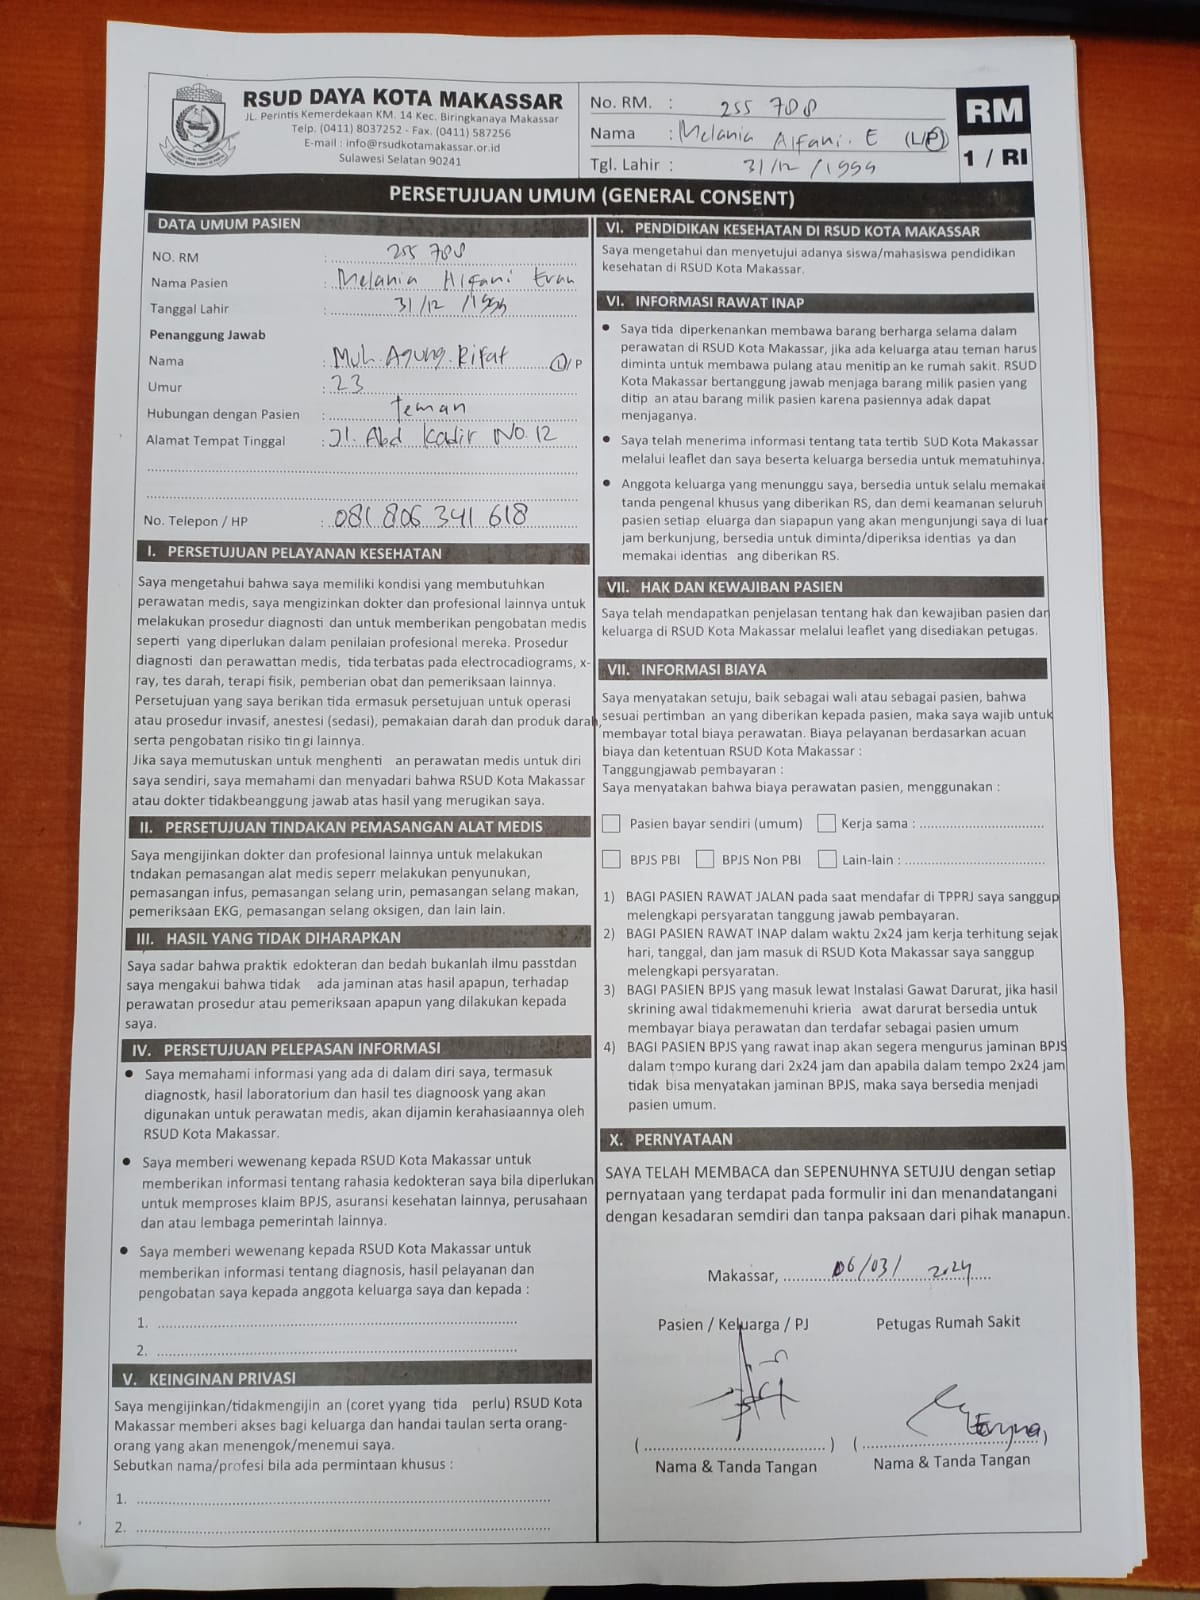 RSUD DAYA KOTA MAKASSAR
JL. Perintis Kemerdekaan KM. 14 Kec. Biringkanaya Makassar
Telp. (0411) 8037252 - Fax. (0411) 587256
E-mail : info@rsudkotamakassar.or.id
Sulawesi Selatan 90241
No. RM. : 255 708
Nama : Melania Alfani. E (L/P)
Tgl. Lahir : 31/12/1999
RM
1 / RI
PERSETUJUAN UMUM (GENERAL CONSENT)
DATA UMUM PASIEN
NO. RM : 255 708
Nama Pasien : Melania Alfani Evan
Tanggal Lahir : 31/12/1999
Penanggung Jawab
Nama : Muh. Agung. Rifat L/P
Umur : 23
Hubungan dengan Pasien : teman
Alamat Tempat Tinggal : Jl. Abd Kadir No. 12
No. Telepon / HP : 081 806 341 618
I. PERSETUJUAN PELAYANAN KESEHATAN
Saya mengetahui bahwa saya memiliki kondisi yang membutuhkan
perawatan medis, saya mengizinkan dokter dan profesional lainnya untuk
melakukan prosedur diagnosti dan untuk memberikan pengobatan medis
seperti yang diperlukan dalam penilaian profesional mereka. Prosedur
diagnosti dan perawattan medis, tida terbatas pada electrocadiograms, x-
ray, tes darah, terapi fisik, pemberian obat dan pemeriksaan lainnya.
Persetujuan yang saya berikan tida ermasuk persetujuan untuk operasi
atau prosedur invasif, anestesi (sedasi), pemakaian darah dan produk darah,
serta pengobatan risiko tin gi lainnya.
Jika saya memutuskan untuk menghenti an perawatan medis untuk diri
saya sendiri, saya memahami dan menyadari bahwa RSUD Kota Makassar
atau dokter tidakbeanggung jawab atas hasil yang merugikan saya.
II. PERSETUJUAN TINDAKAN PEMASANGAN ALAT MEDIS
Saya mengijinkan dokter dan profesional lainnya untuk melakukan
tndakan pemasangan alat medis seperr melakukan penyunukan,
pemasangan infus, pemasangan selang urin, pemasangan selang makan,
pemeriksaan EKG, pemasangan selang oksigen, dan lain lain.
III. HASIL YANG TIDAK DIHARAPKAN
Saya sadar bahwa praktik edokteran dan bedah bukanlah ilmu passtdan
saya mengakui bahwa tidak ada jaminan atas hasil apapun, terhadap
perawatan prosedur atau pemeriksaan apapun yang dilakukan kepada
saya.
IV. PERSETUJUAN PELEPASAN INFORMASI
• Saya memahami informasi yang ada di dalam diri saya, termasuk
diagnostk, hasil laboratorium dan hasil tes diagnoosk yang akan
digunakan untuk perawatan medis, akan dijamin kerahasiaannya oleh
RSUD Kota Makassar.
• Saya memberi wewenang kepada RSUD Kota Makassar untuk
memberikan informasi tentang rahasia kedokteran saya bila diperlukan
untuk memproses klaim BPJS, asuransi kesehatan lainnya, perusahaan
dan atau lembaga pemerintah lainnya.
• Saya memberi wewenang kepada RSUD Kota Makassar untuk
memberikan informasi tentang diagnosis, hasil pelayanan dan
pengobatan saya kepada anggota keluarga saya dan kepada :
1.
2.
V. KEINGINAN PRIVASI
Saya mengijinkan/tidakmengijin an (coret yyang tida perlu) RSUD Kota
Makassar memberi akses bagi keluarga dan handai taulan serta orang-
orang yang akan menengok/menemui saya.
Sebutkan nama/profesi bila ada permintaan khusus :
1.
2.
VI. PENDIDIKAN KESEHATAN DI RSUD KOTA MAKASSAR
Saya mengetahui dan menyetujui adanya siswa/mahasiswa pendidikan
kesehatan di RSUD Kota Makassar.
VI. INFORMASI RAWAT INAP
• Saya tida diperkenankan membawa barang berharga selama dalam
perawatan di RSUD Kota Makassar, jika ada keluarga atau teman harus
diminta untuk membawa pulang atau menitip an ke rumah sakit. RSUD
Kota Makassar bertanggung jawab menjaga barang milik pasien yang
ditip an atau barang milik pasien karena pasiennya adak dapat
menjaganya.
• Saya telah menerima informasi tentang tata tertib SUD Kota Makassar
melalui leaflet dan saya beserta keluarga bersedia untuk mematuhinya.
• Anggota keluarga yang menunggu saya, bersedia untuk selalu memakai
tanda pengenal khusus yang diberikan RS, dan demi keamanan seluruh
pasien setiap eluarga dan siapapun yang akan mengunjungi saya di luar
jam berkunjung, bersedia untuk diminta/diperiksa identias ya dan
memakai identias ang diberikan RS.
VII. HAK DAN KEWAJIBAN PASIEN
Saya telah mendapatkan penjelasan tentang hak dan kewajiban pasien dan
keluarga di RSUD Kota Makassar melalui leaflet yang disediakan petugas.
VII. INFORMASI BIAYA
Saya menyatakan setuju, baik sebagai wali atau sebagai pasien, bahwa
sesuai pertimban an yang diberikan kepada pasien, maka saya wajib untuk
membayar total biaya perawatan. Biaya pelayanan berdasarkan acuan
biaya dan ketentuan RSUD Kota Makassar :
Tanggungjawab pembayaran :
Saya menyatakan bahwa biaya perawatan pasien, menggunakan :
Pasien bayar sendiri (umum) Kerja sama :
BPJS PBI BPJS Non PBI Lain-lain :
1) BAGI PASIEN RAWAT JALAN pada saat mendafar di TPPRJ saya sanggup
melengkapi persyaratan tanggung jawab pembayaran.
2) BAGI PASIEN RAWAT INAP dalam waktu 2x24 jam kerja terhitung sejak
hari, tanggal, dan jam masuk di RSUD Kota Makassar saya sanggup
melengkapi persyaratan.
3) BAGI PASIEN BPJS yang masuk lewat Instalasi Gawat Darurat, jika hasil
skrining awal tidakmemenuhi krieria awat darurat bersedia untuk
membayar biaya perawatan dan terdafar sebagai pasien umum
4) BAGI PASIEN BPJS yang rawat inap akan segera mengurus jaminan BPJS
dalam tempo kurang dari 2x24 jam dan apabila dalam tempo 2x24 jam
tidak bisa menyatakan jaminan BPJS, maka saya bersedia menjadi
pasien umum.
X. PERNYATAAN
SAYA TELAH MEMBACA dan SEPENUHNYA SETUJU dengan setiap
pernyataan yang terdapat pada formulir ini dan menandatangani
dengan kesadaran semdiri dan tanpa paksaan dari pihak manapun.
Makassar, 06/03/2024
Pasien / Keluarga / PJ Petugas Rumah Sakit
Nama & Tanda Tangan Nama & Tanda Tangan